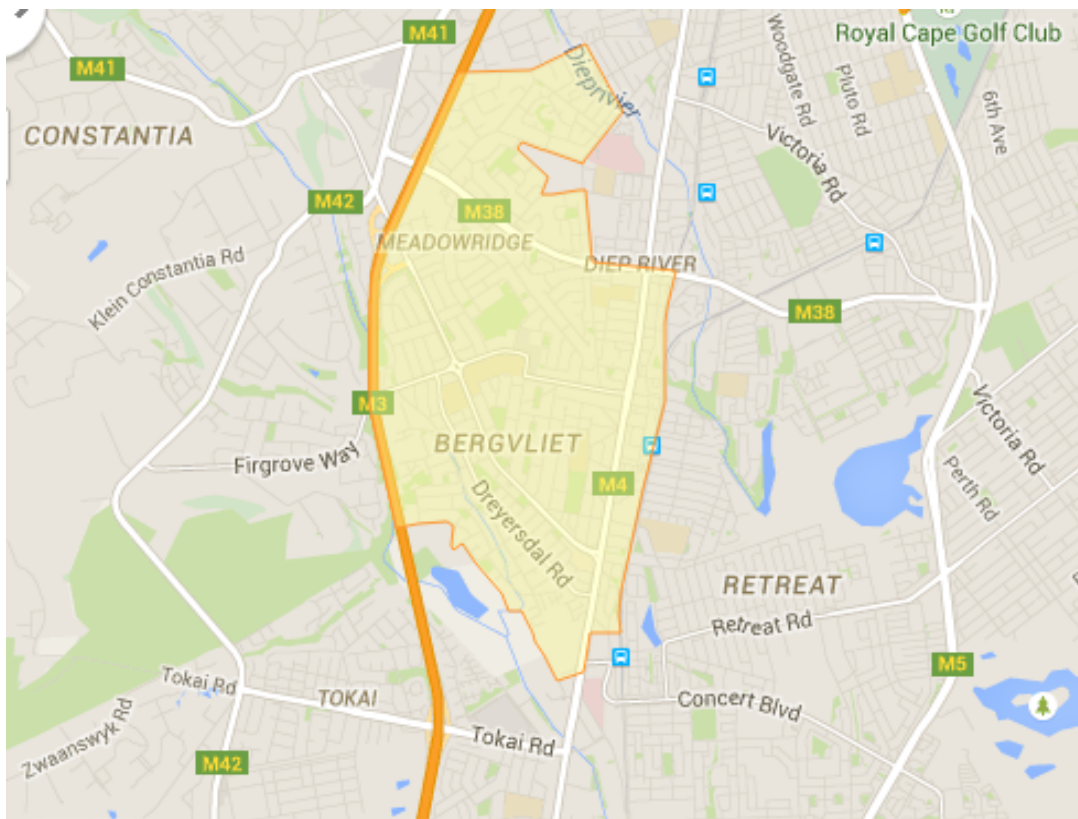 M41
Royal Cape Golf Club
M41
Dieprivier
Woodgate Rd
Pluto Rd
6th Ave
CONSTANTIA
Victoria Rd
M42
M38
MEADOWRIDGE
DIEP RIVER
Klein Constantia Rd
M38
M3
Victoria Rd
BERGVLIET
Firgrove Way
Perth Rd
M4
Dreyersdal Rd
RETREAT
Retreat Rd
M5
Tokai Rd
TOKAI
Concert Blvd
Zwaanswyk Rd
Tokai Rd
M42